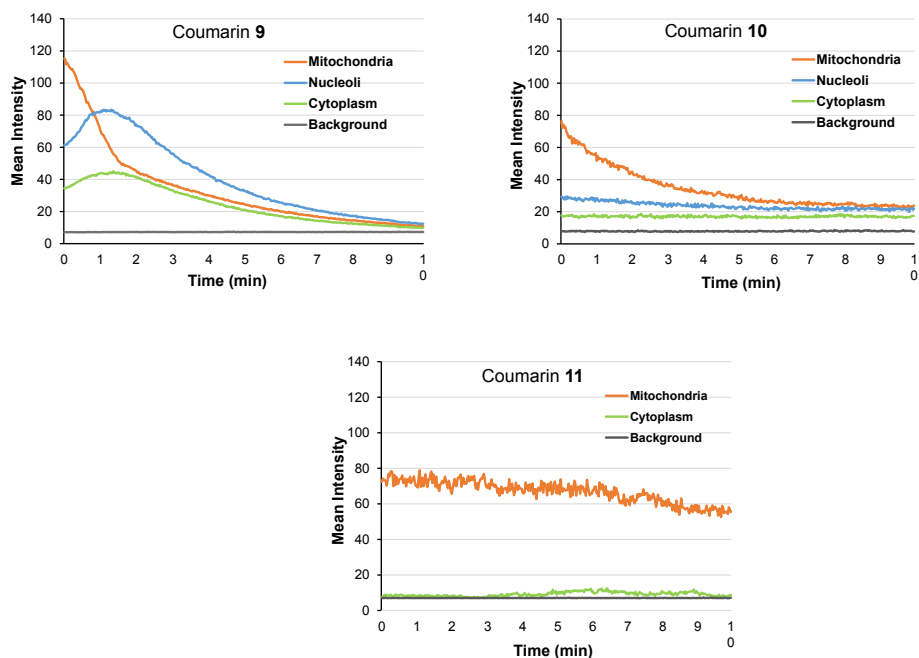 Coumarin 9
Mean Intensity
140
120
100
80
60
40
20
0
Mitochondria
Nucleoli
Cytoplasm
Background
0 1 2 3 4 5 6 7 8 9 1
0
Time (min)
Coumarin 10
Mean Intensity
140
120
100
80
60
40
20
0
Mitochondria
Nucleoli
Cytoplasm
Background
0 1 2 3 4 5 6 7 8 9 1
0
Time (min)
Coumarin 11
Mean Intensity
140
120
100
80
60
40
20
0
Mitochondria
Cytoplasm
Background
0 1 2 3 4 5 6 7 8 9 1
0
Time (min)